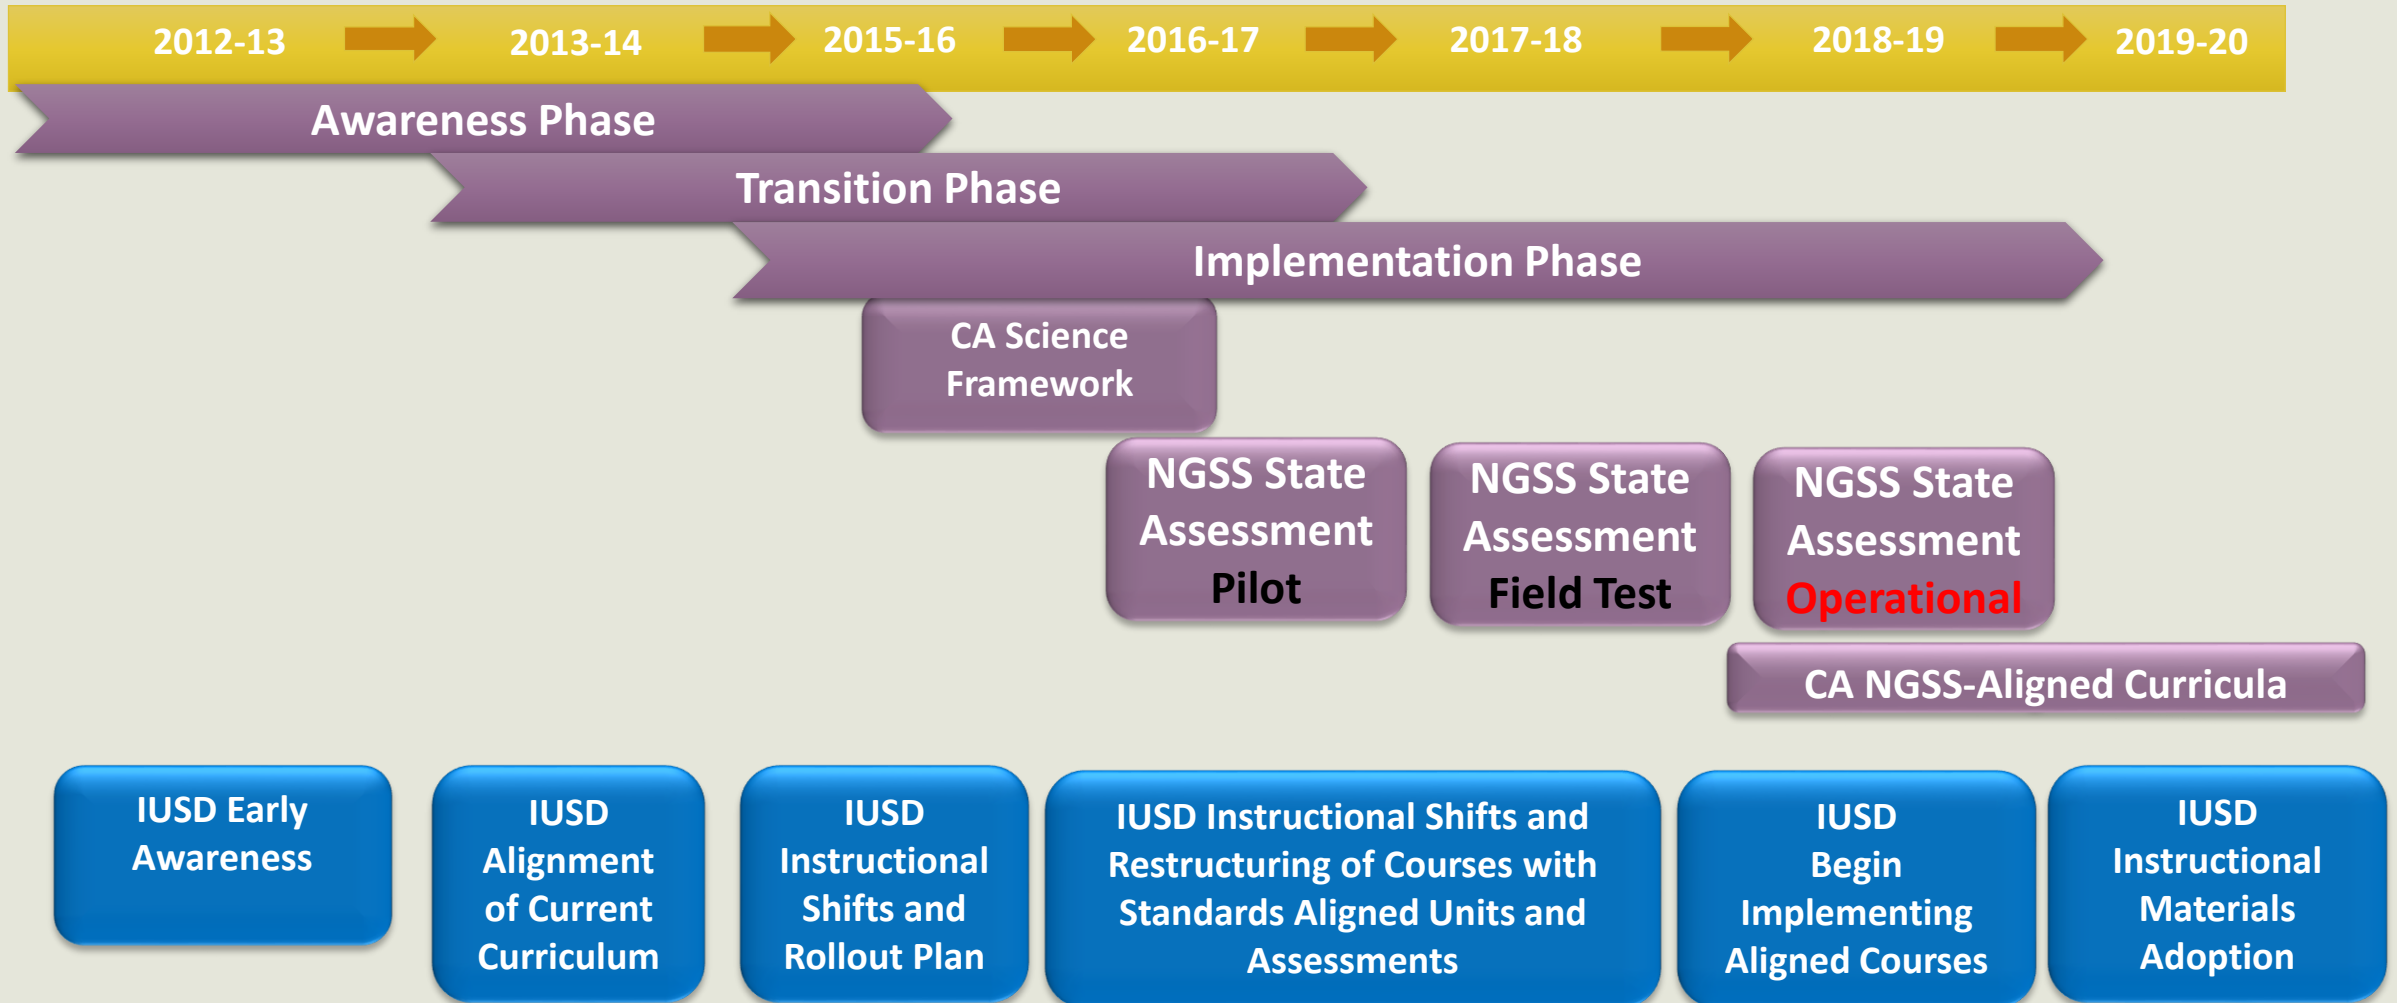 2012-13 2013-14 2015-16 2016-17 2017-18 2018-19 2019-20
Awareness Phase
Transition Phase
Implementation Phase
CA Science
Framework
NGSS State
Assessment
Pilot
NGSS State
Assessment
Field Test
NGSS State
Assessment
Operational
CA NGSS-Aligned Curricula
IUSD Early
Awareness
IUSD
Alignment
of Current
Curriculum
IUSD
Instructional
Shifts and
Rollout Plan
IUSD Instructional Shifts and
Restructuring of Courses with
Standards Aligned Units and
Assessments
IUSD
Begin
Implementing
Aligned Courses
IUSD
Instructional
Materials
Adoption